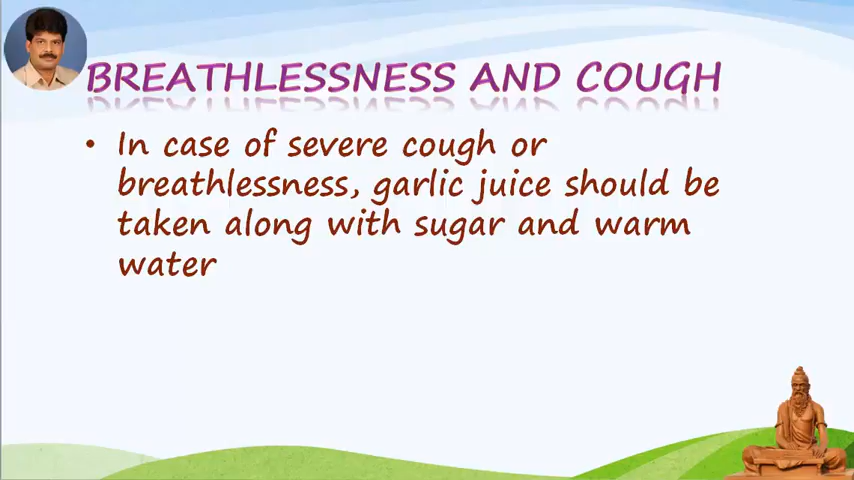 BREATHLESSNESS AND COUGH
• In case of severe cough or
breathlessness, garlic juice should be
taken along with sugar and warm
water